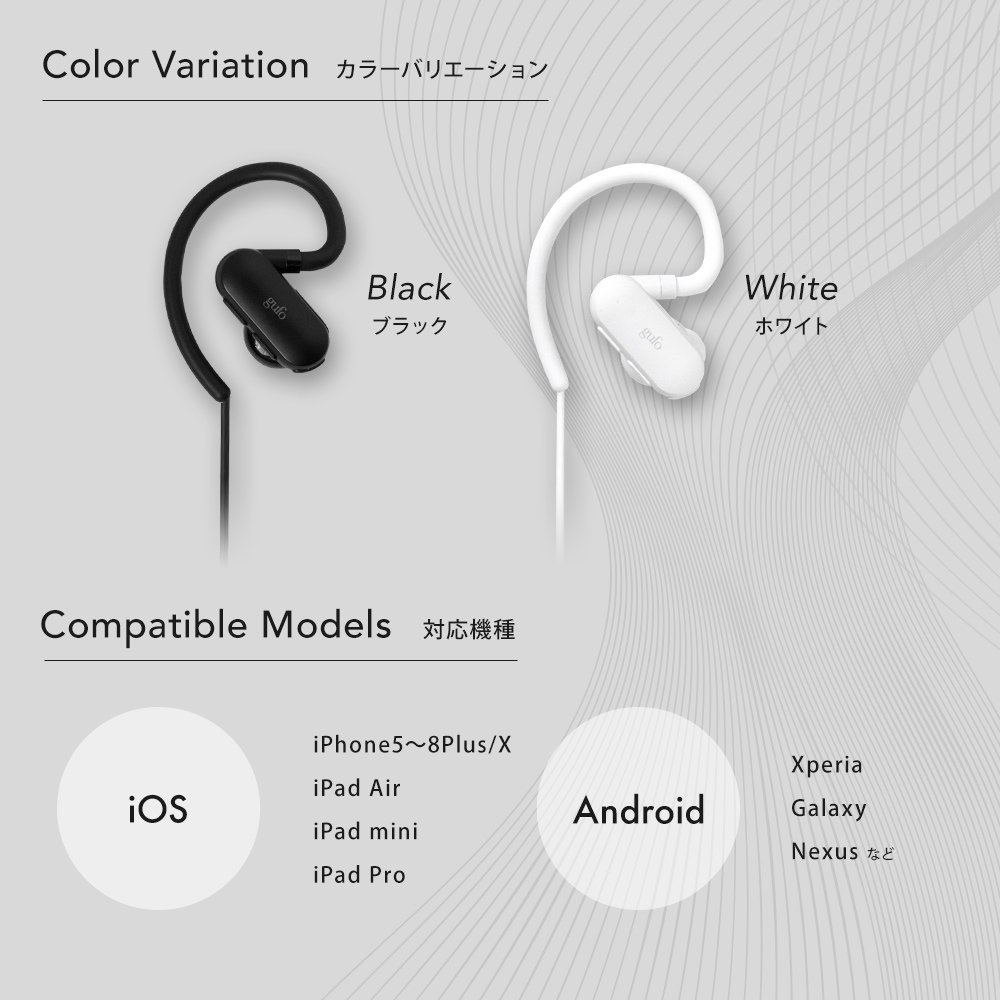 Color Variation カラーバリエーション
gufo
Black
ブラック
gufo
White
ホワイト
Compatible Models 対応機種
iOS
iPhone5〜8Plus/X
iPad Air
iPad mini
iPad Pro
Android
Xperia
Galaxy
Nexus など